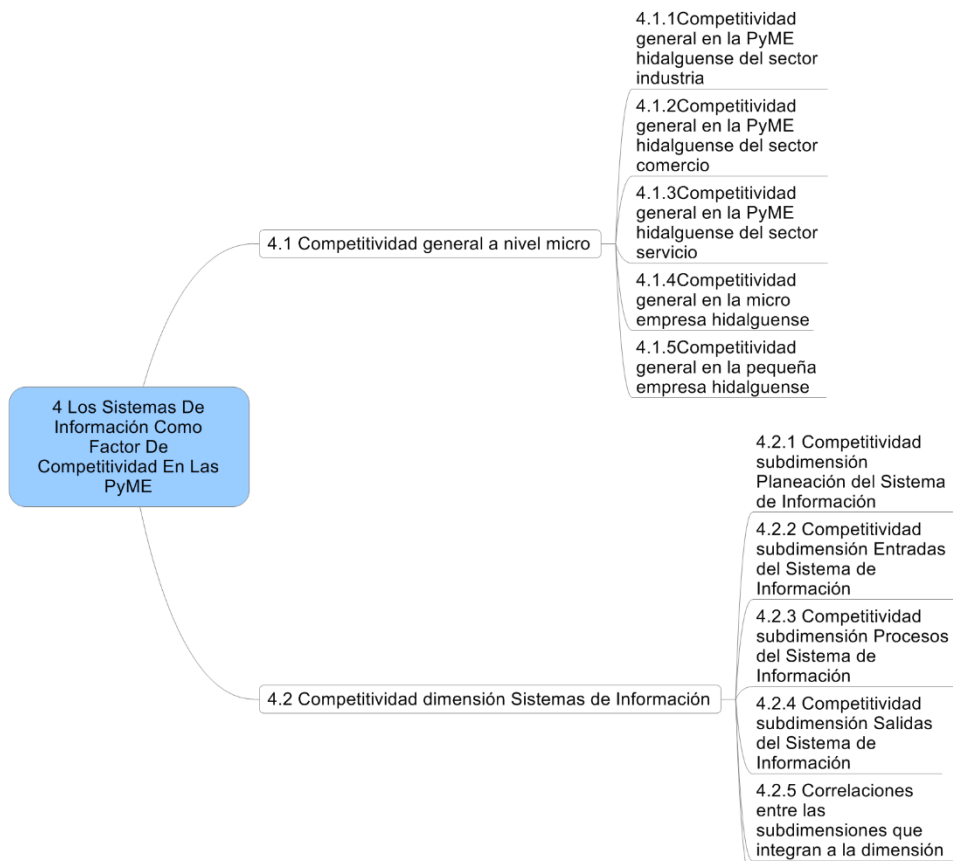 4 Los Sistemas De
Información Como
Factor De
Competitividad En Las
PyME
4.1 Competitividad general a nivel micro
4.1.1Competitividad
general en la PyME
hidalguense del sector
industria
4.1.2Competitividad
general en la PyME
hidalguense del sector
comercio
4.1.3Competitividad
general en la PyME
hidalguense del sector
servicio
4.1.4Competitividad
general en la micro
empresa hidalguense
4.1.5Competitividad
general en la pequeña
empresa hidalguense
4.2 Competitividad dimensión Sistemas de Información
4.2.1 Competitividad
subdimensión
Planeación del Sistema
de Información
4.2.2 Competitividad
subdimensión Entradas
del Sistema de
Información
4.2.3 Competitividad
subdimensión Procesos
del Sistema de
Información
4.2.4 Competitividad
subdimensión Salidas
del Sistema de
Información
4.2.5 Correlaciones
entre las
subdimensiones que
integran a la dimensión